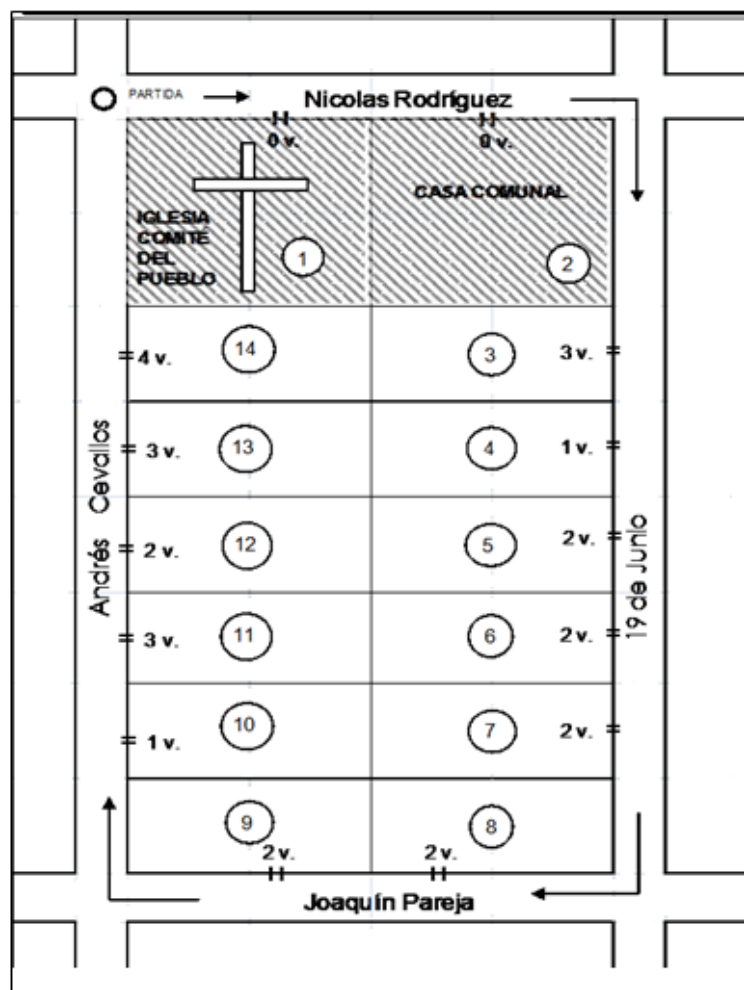 PARTIDA
Nicolas Rodríguez
0 v.
0 v.
CASA COMUNAL
IGLESIA
COMITÉ
DEL
PUEBLO
1
2
4 v.
14
3
3 v.
3 v.
13
4
1 v.
2 v.
12
5
2 v.
3 v.
11
6
2 v.
1 v.
10
7
2 v.
9
8
2 v.
2 v.
Joaquín Pareja
Andrés Cevallos
19 de Junio